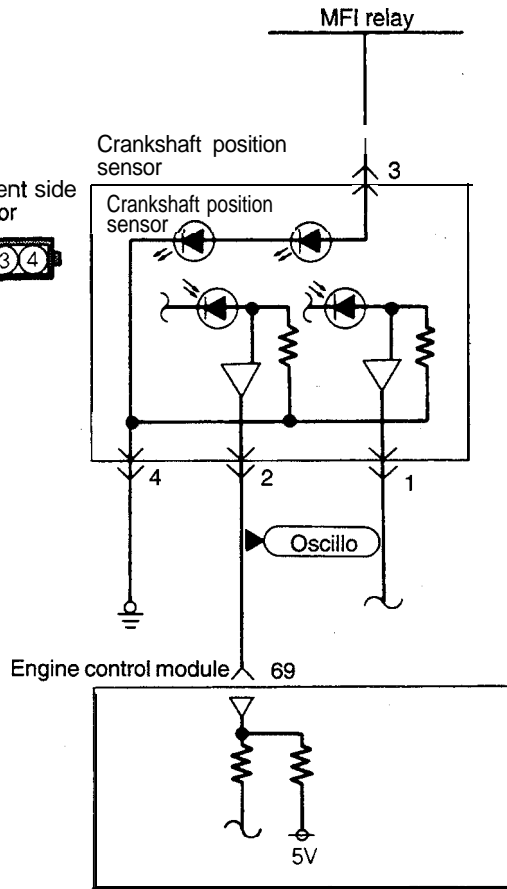 MFI relay
Crankshaft position
sensor
3
ent side
or
3 4
Crankshaft position
sensor
4
2
1
Oscillo
Engine control module
69
5V